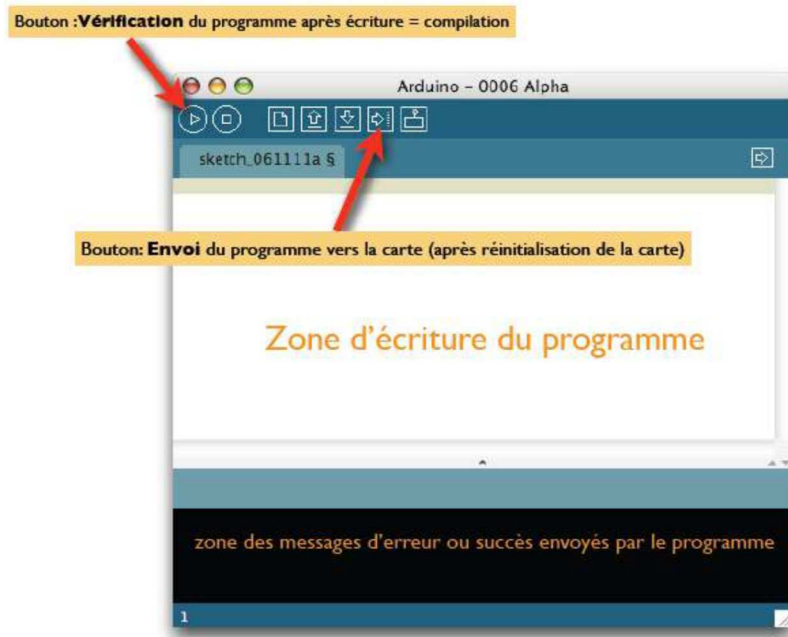 Bouton :Vérification du programme après écriture = compilation
Arduino – 0006 Alpha
sketch_061111a §
Bouton: Envoi du programme vers la carte (après réinitialisation de la carte)
Zone d'écriture du programme
zone des messages d'erreur ou succès envoyés par le programme
1